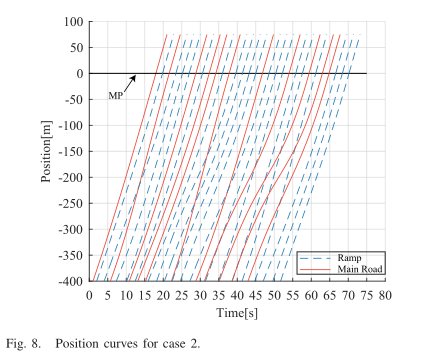 100
50
0
-50
-100
-150
-200
-250
-300
-350
-400
Position[m]
MP
Ramp
Main Road
0 5 10 15 20 25 30 35 40 45 50 55 60 65 70 75 80
Time[s]
Fig. 8. Position curves for case 2.